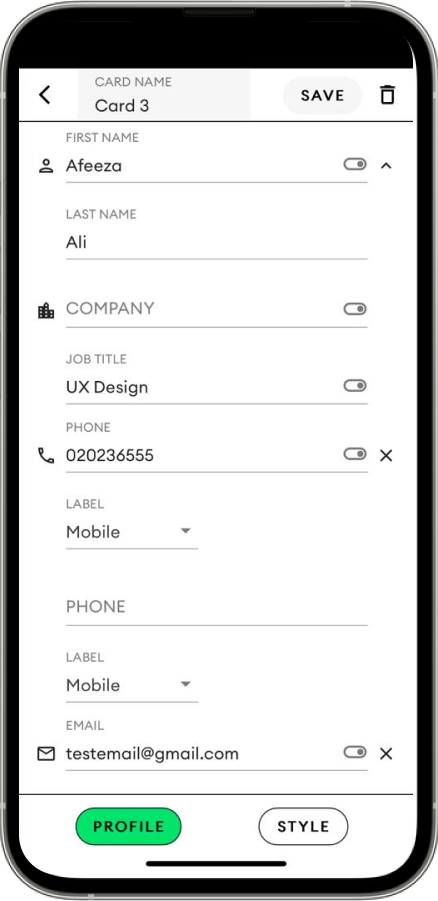 CARD NAME
Card 3
SAVE
FIRST NAME
Afeeza
LAST NAME
Ali
COMPANY
JOB TITLE
UX Design
PHONE
020236555
LABEL
Mobile
PHONE
LABEL
Mobile
EMAIL
testemail@gmail.com
PROFILE STYLE